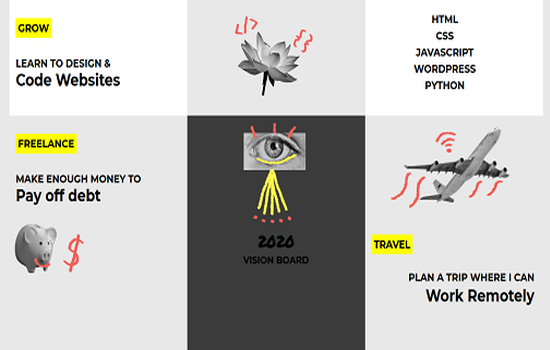 GROW
LEARN TO DESIGN &
Code Websites
</>
{}
HTML
CSS
JAVASCRIPT
WORDPRESS
PYTHON
FREELANCE
MAKE ENOUGH MONEY TO
Pay off debt
$
2020
VISION BOARD
TRAVEL
PLAN A TRIP WHERE I CAN
Work Remotely